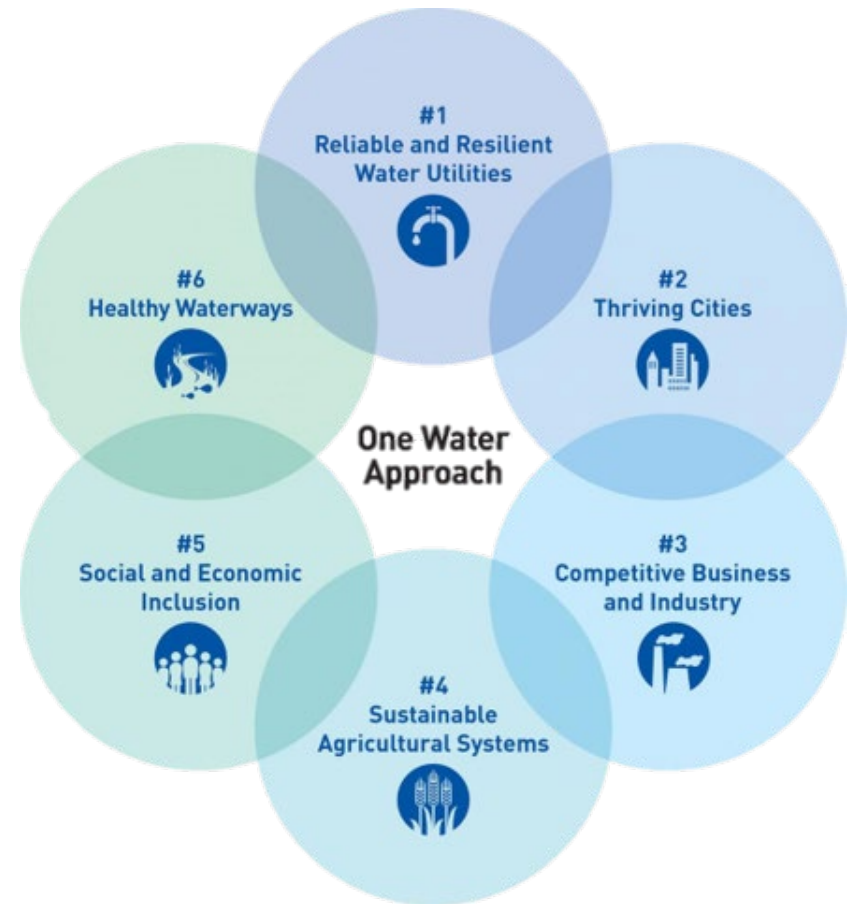 #1
Reliable and Resilient
Water Utilities
#2
Thriving Cities
#3
Competitive Business
and Industry
#4
Sustainable
Agricultural Systems
#5
Social and Economic
Inclusion
#6
Healthy Waterways
One Water
Approach